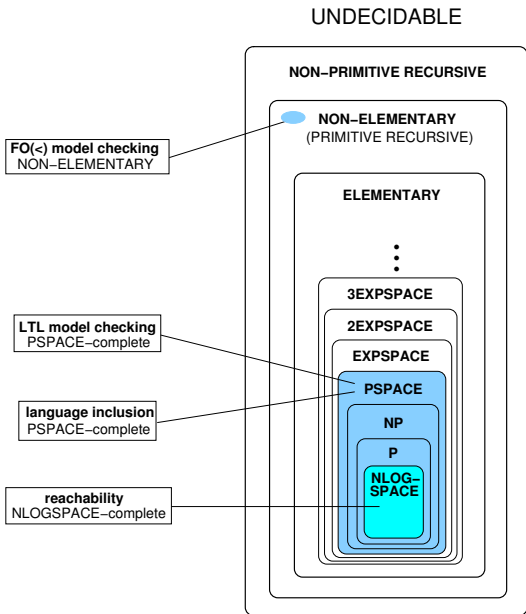 UNDECIDABLE
NON−PRIMITIVE RECURSIVE
NON−ELEMENTARY
(PRIMITIVE RECURSIVE)
FO(<) model checking
NON−ELEMENTARY
ELEMENTARY
3EXPSPACE
LTL model checking
PSPACE−complete
2EXPSPACE
EXPSPACE
PSPACE
language inclusion
PSPACE−complete
NP
P
NLOG−
SPACE
reachability
NLOGSPACE−complete